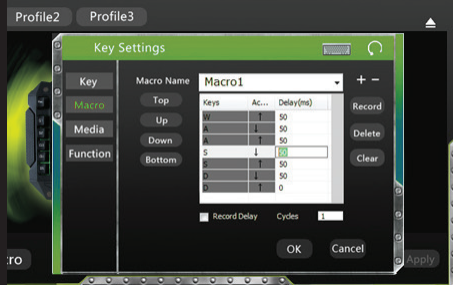 Profile2 Profile3
Key Settings
Key
Macro
Media
Function
Macro Name Macro1
Top
Up
Down
Bottom
Keys Ac... Delay(ms)
W ↑ 50
A ↓ 50
A ↑ 50
S ↓ 50
S ↑ 50
D ↓ 50
D ↑ 0
+ −
Record
Delete
Clear
Record Delay Cycles 1
OK Cancel
cro
Apply